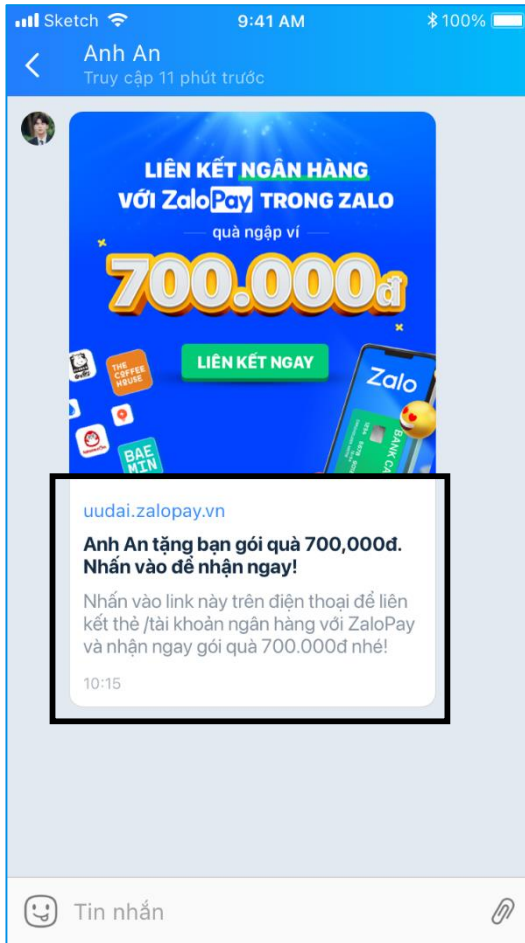 Sketch
9:41 AM
100%
Anh An
Truy cập 11 phút trước
LIÊN KẾT NGÂN HÀNG
VỚI ZaloPay TRONG ZALO
quà ngập ví
700.000đ
LIÊN KẾT NGAY
THE
COFFEE
HOUSE
Zalo
BAE
MIN
uudai.zalopay.vn
Anh An tặng bạn gói quà 700,000đ.
Nhấn vào để nhận ngay!
Nhấn vào link này trên điện thoại để liên
kết thẻ /tài khoản ngân hàng với ZaloPay
và nhận ngay gói quà 700.000đ nhé!
10:15
Tin nhắn